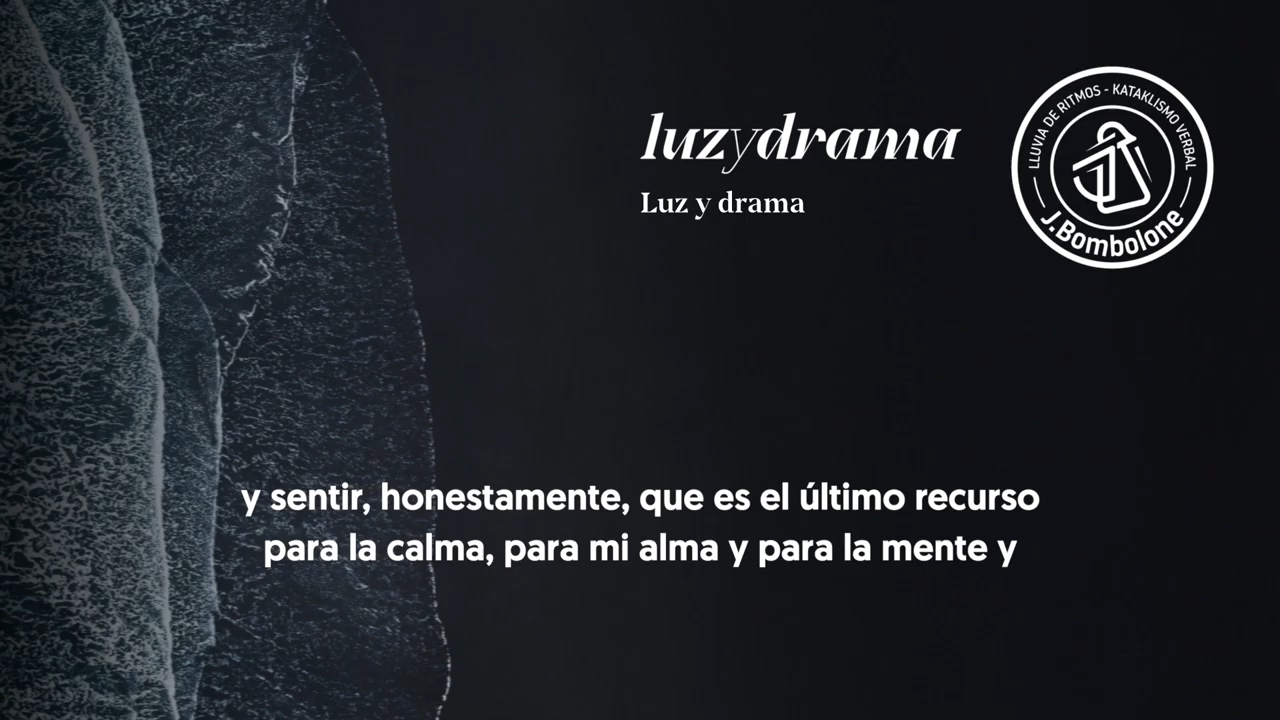 luzydrama
Luz y drama
LLUVIA DE RITMOS - KATAKLISMO VERBAL
J.Bombolone
y sentir, honestamente, que es el último recurso
para la calma, para mi alma y para la mente y